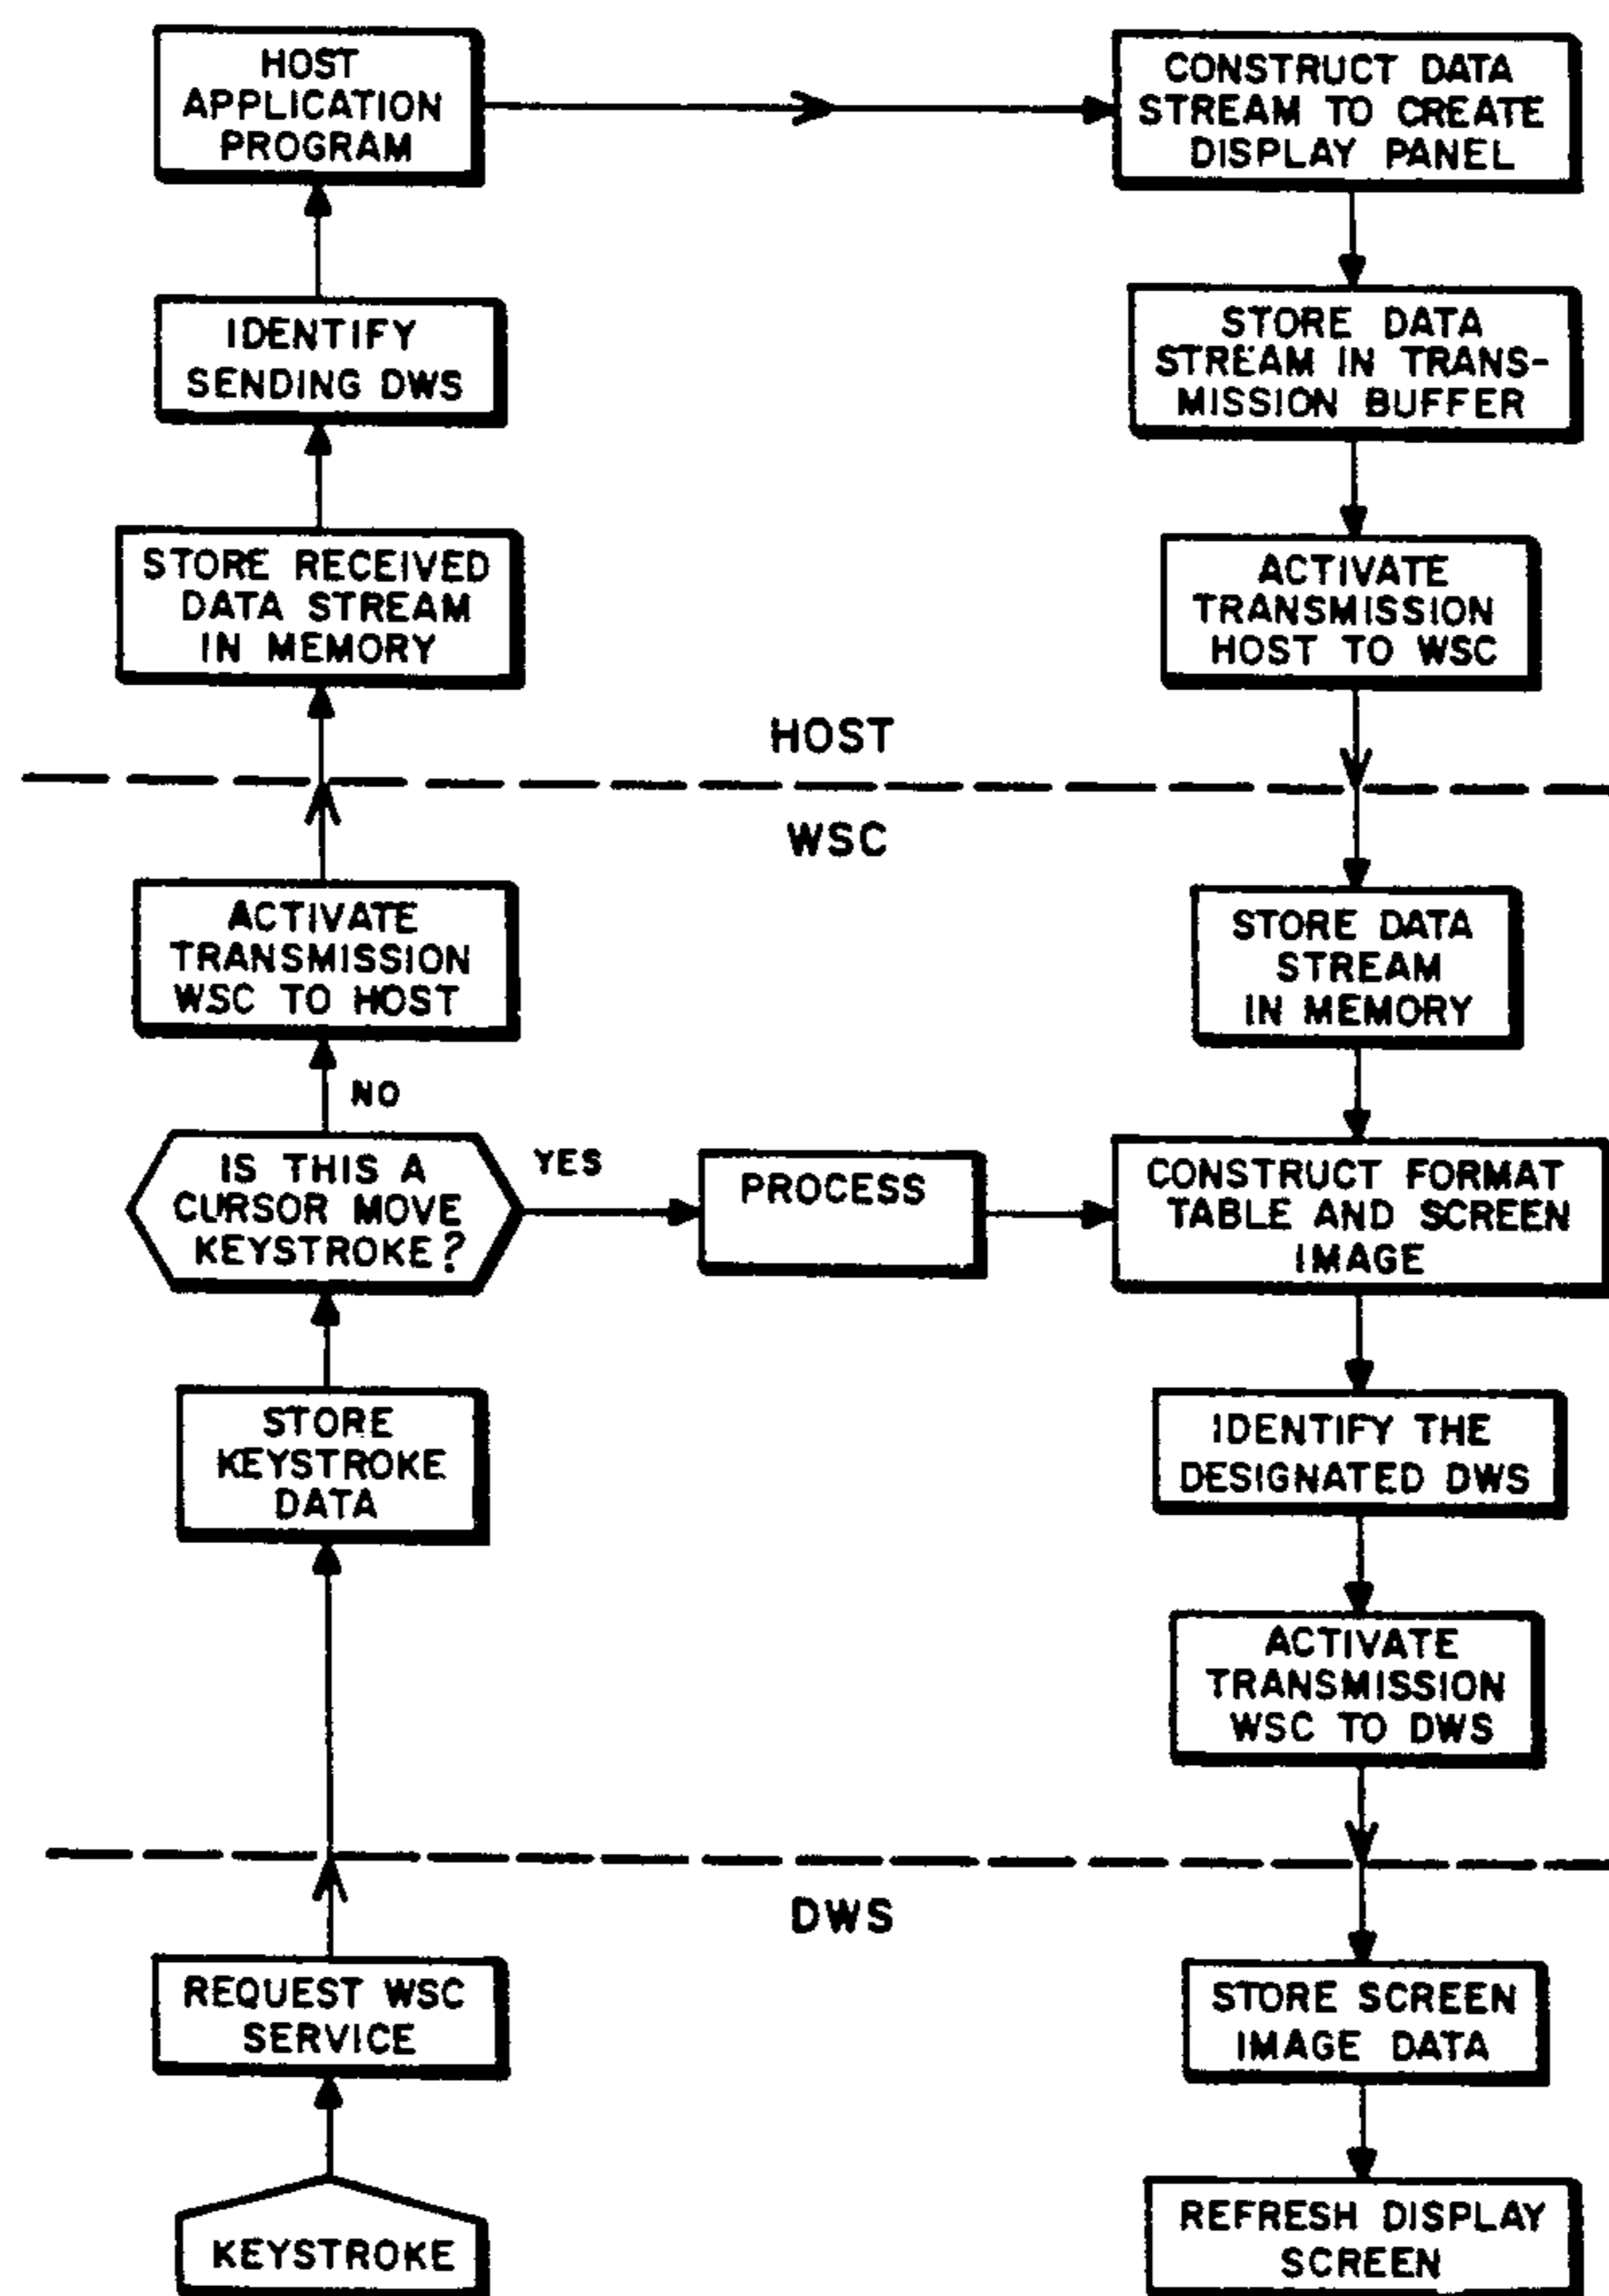 HOST
APPLICATION
PROGRAM
CONSTRUCT DATA
STREAM TO CREATE
DISPLAY PANEL
IDENTIFY
SENDING DWS
STORE DATA
STREAM IN TRANS-
MISSION BUFFER
STORE RECEIVED
DATA STREAM
IN MEMORY
ACTIVATE
TRANSMISSION
HOST TO WSC
HOST
WSC
ACTIVATE
TRANSMISSION
WSC TO HOST
STORE DATA
STREAM
IN MEMORY
NO
IS THIS A
CURSOR MOVE
KEYSTROKE?
YES
PROCESS
CONSTRUCT FORMAT
TABLE AND SCREEN
IMAGE
STORE
KEYSTROKE
DATA
IDENTIFY THE
DESIGNATED DWS
ACTIVATE
TRANSMISSION
WSC TO DWS
DWS
REQUEST WSC
SERVICE
STORE SCREEN
IMAGE DATA
KEYSTROKE
REFRESH DISPLAY
SCREEN